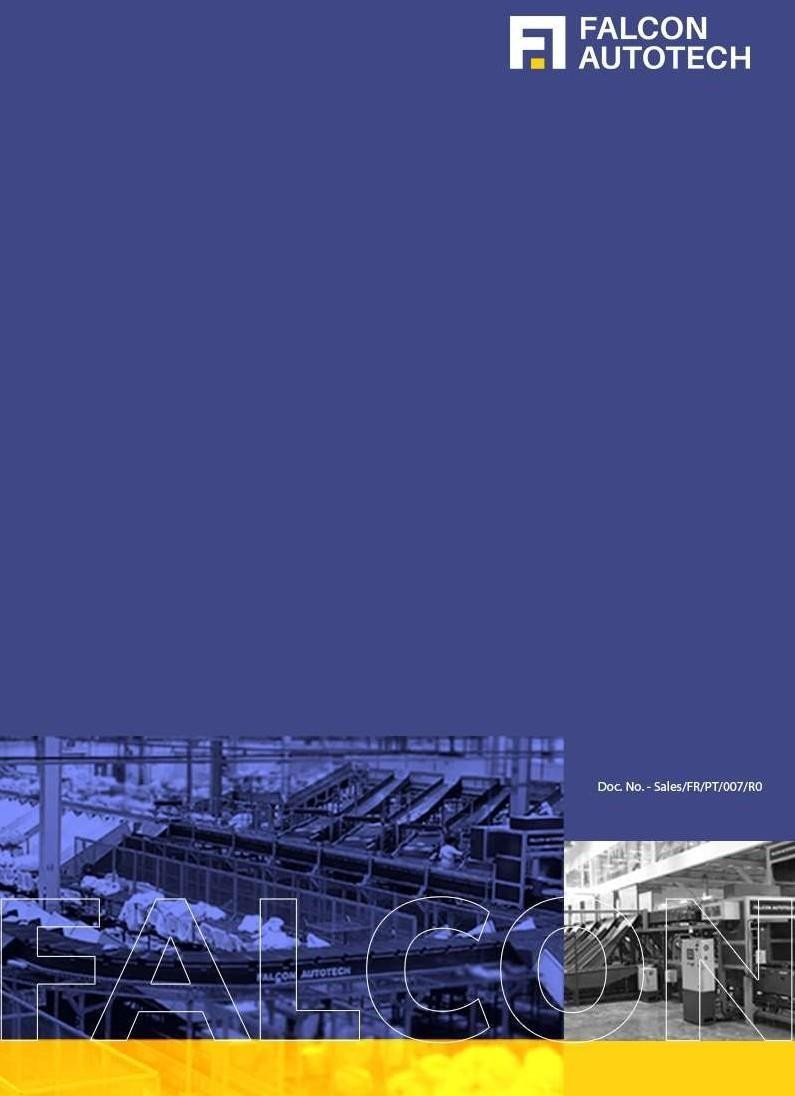 FALCON
AUTOTECH
Doc. No. - Sales/FR/PT/007/R0
FALCON AUTOTECH
FALCON